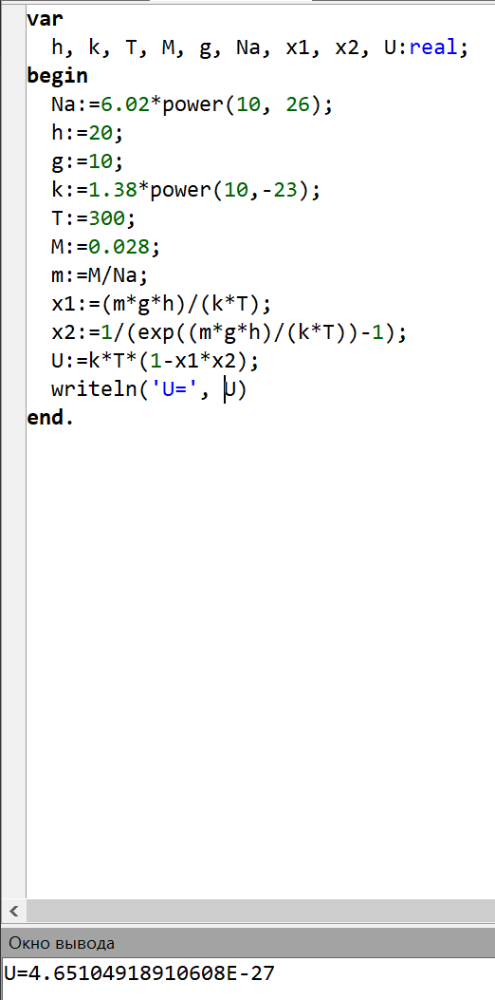 var
h, k, T, M, g, Na, x1, x2, U:real;
begin
Na:=6.02*power(10, 26);
h:=20;
g:=10;
k:=1.38*power(10,-23);
T:=300;
M:=0.028;
m:=M/Na;
x1:=(m*g*h)/(k*T);
x2:=1/(exp((m*g*h)/(k*T))-1);
U:=k*T*(1-x1*x2);
writeln('U=', U)
end.
Окно вывода
U=4.65104918910608E-27